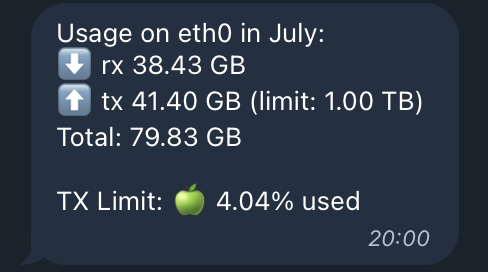 Usage on eth0 in July:
⬇️ rx 38.43 GB
⬆️ tx 41.40 GB (limit: 1.00 TB)
Total: 79.83 GB
TX Limit: 🍏 4.04% used
20:00